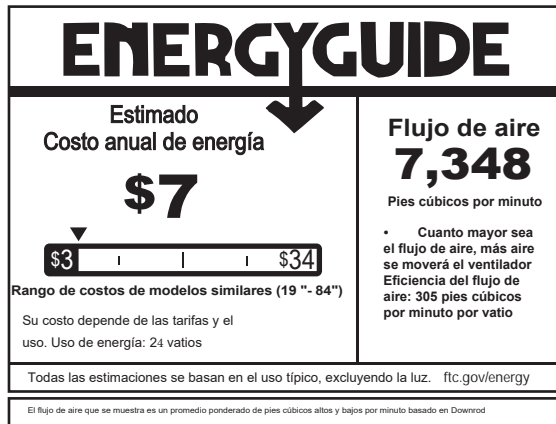 ENERGYGUIDE
Estimado
Costo anual de energía
$7
$3
$34
Rango de costos de modelos similares (19 "- 84")
Su costo depende de las tarifas y el
uso. Uso de energía: 24 vatios
Flujo de aire
7,348
Pies cúbicos por minuto
• Cuanto mayor sea
el flujo de aire, más aire
se moverá el ventilador
Eficiencia del flujo de
aire: 305 pies cúbicos
por minuto por vatio
Todas las estimaciones se basan en el uso típico, excluyendo la luz. ftc.gov/energy
El flujo de aire que se muestra es un promedio ponderado de pies cúbicos altos y bajos por minuto basado en Downrod